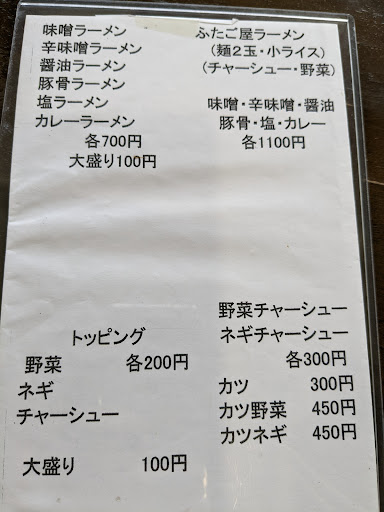 味噌ラーメン
辛味噌ラーメン
醤油ラーメン
豚骨ラーメン
塩ラーメン
カレーラーメン
各700円
大盛り100円
ふたご屋ラーメン
(麺2玉・小ライス)
(チャーシュー・野菜)
味噌・辛味噌・醤油
豚骨・塩・カレー
各1100円
トッピング
野菜 各200円
ネギ
チャーシュー
大盛り 100円
野菜チャーシュー
ネギチャーシュー
各300円
カツ 300円
カツ野菜 450円
カツネギ 450円